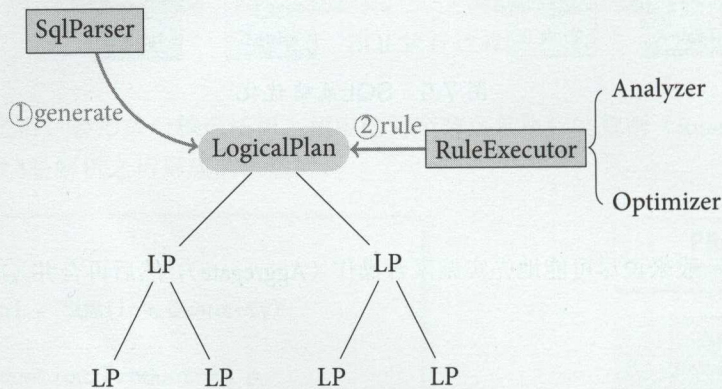 SqlParser
①generate
②rule
Analyzer
LogicalPlan
RuleExecutor
Optimizer
LP
LP
LP
LP
LP
LP